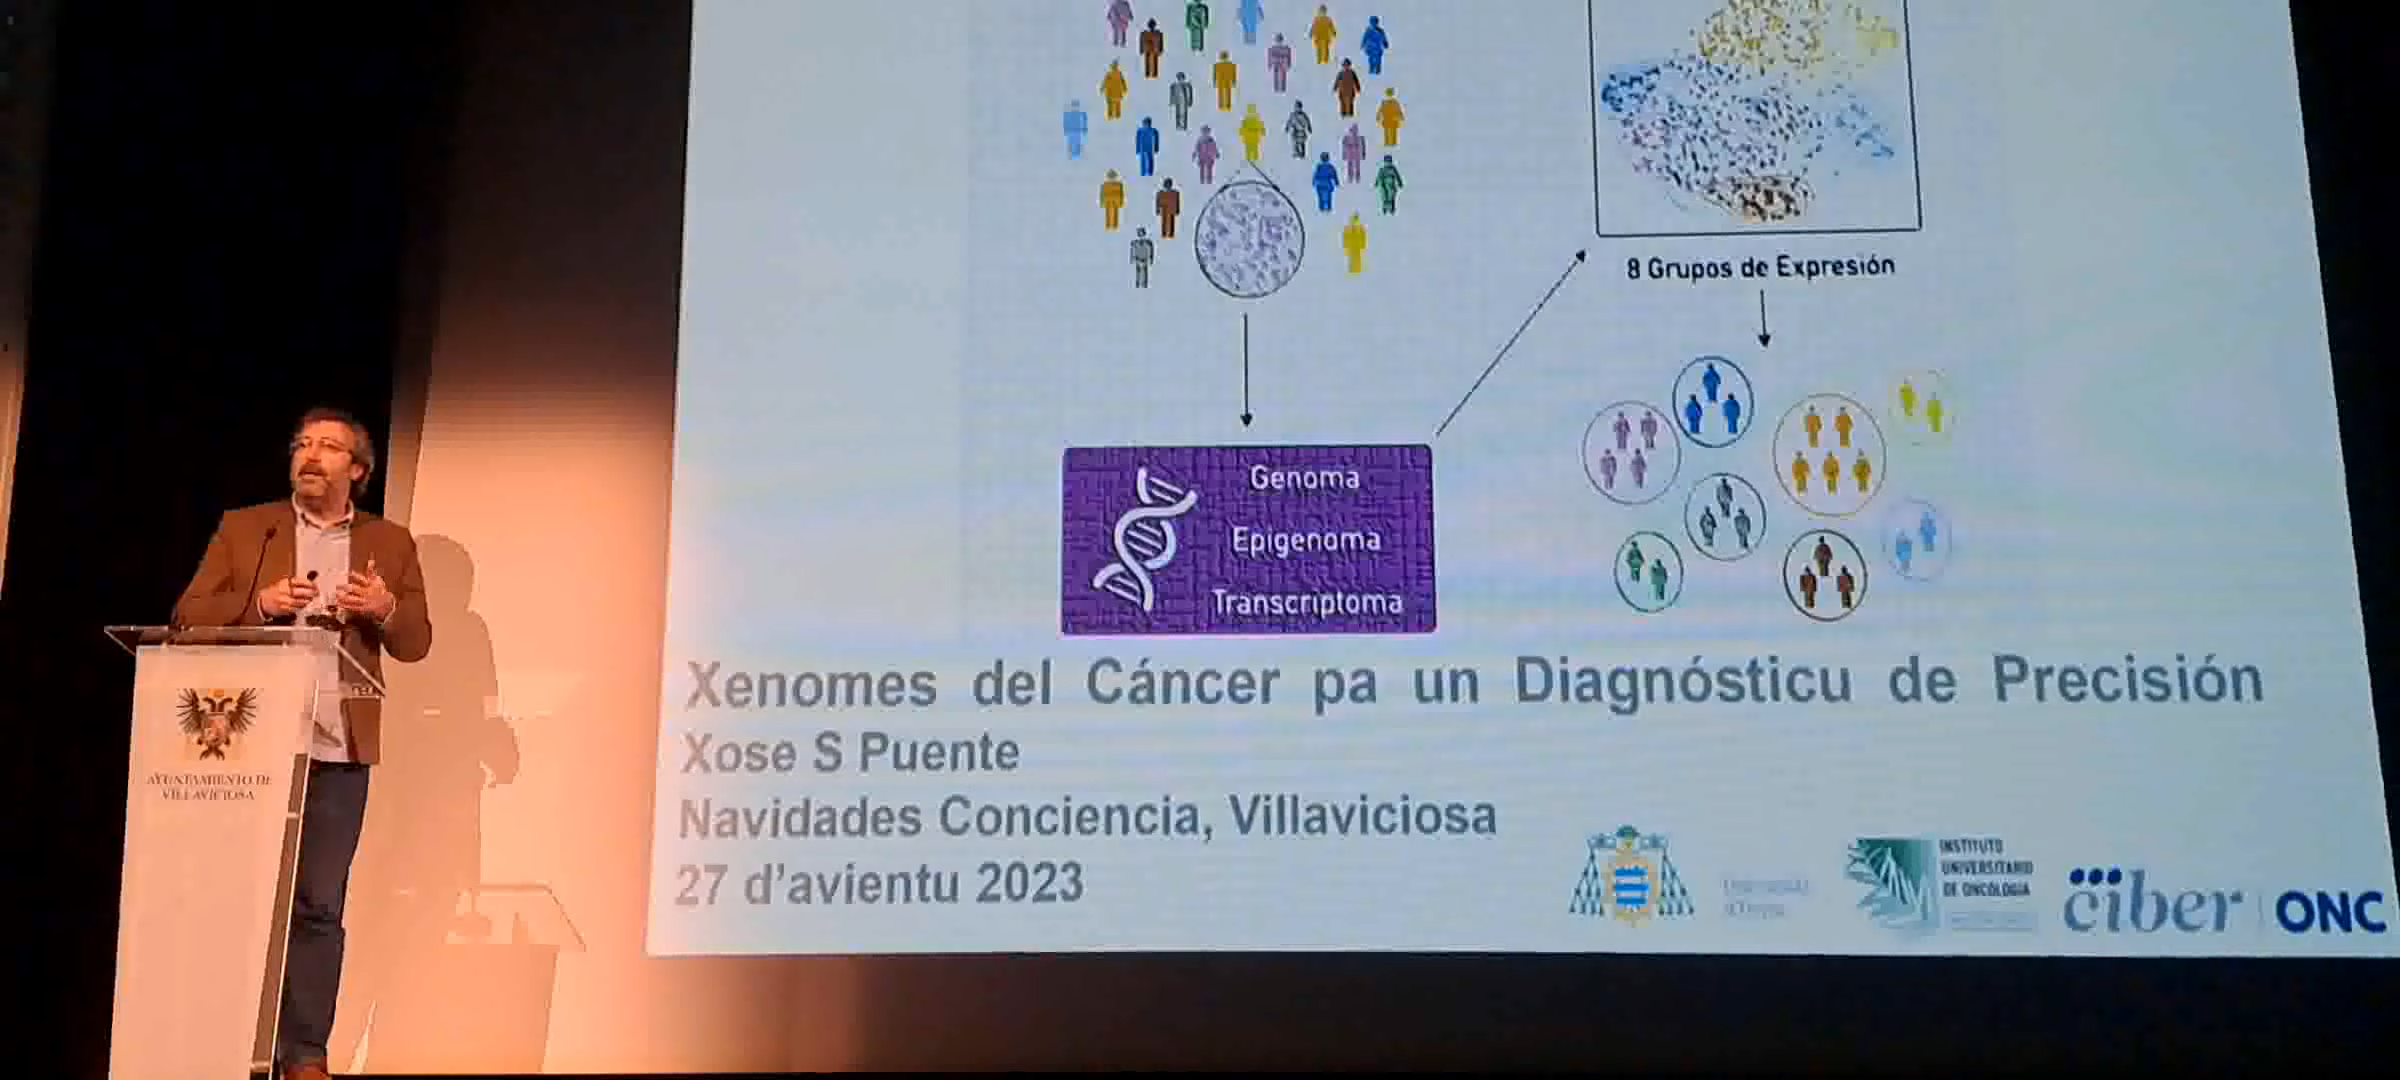 8 Grupos de Expresión
Genoma
Epigenoma
Transcriptoma
Xenomes del Cáncer pa un Diagnósticu de Precisión
Xose S Puente
Navidades Conciencia, Villaviciosa
27 d'avientu 2023
AYUNTAMIENTO DE
VILLAVICIOSA
INSTITUTO
UNIVERSITARIO
DE ONCOLOGÍA
ciber | ONC